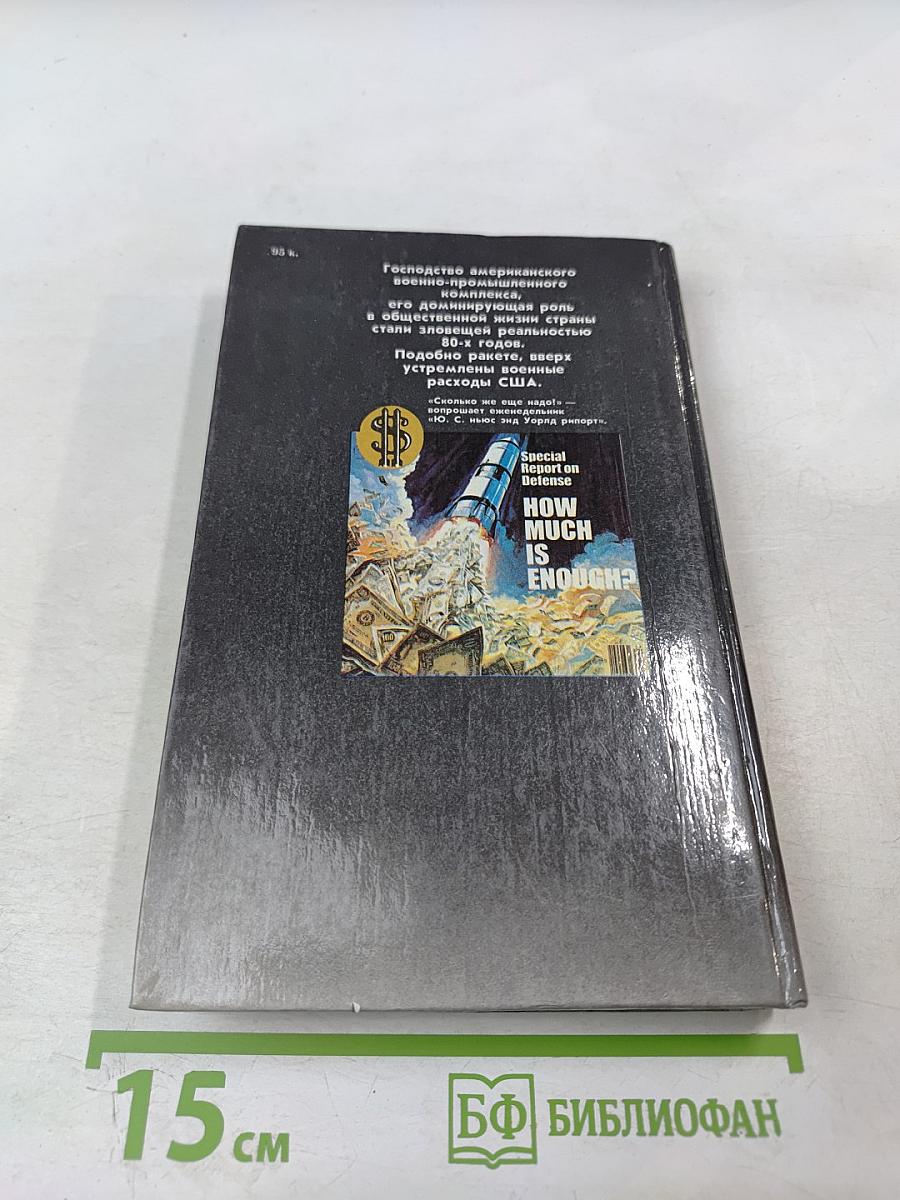 95 к.
Господство американского
военно-промышленного
комплекса,
его доминирующая роль
в общественной жизни страны
стали зловещей реальностью
80-х годов.
Подобно ракете, вверх
устремлены военные
расходы США.
«Сколько же еще надо!» —
вопрошает еженедельник
«Ю. С. ньюс энд Уорлд рипорт».
Special
Report on
Defense
HOW
MUCH
IS
ENOUGH?
100
15 см
БФ БИБЛИОФАН